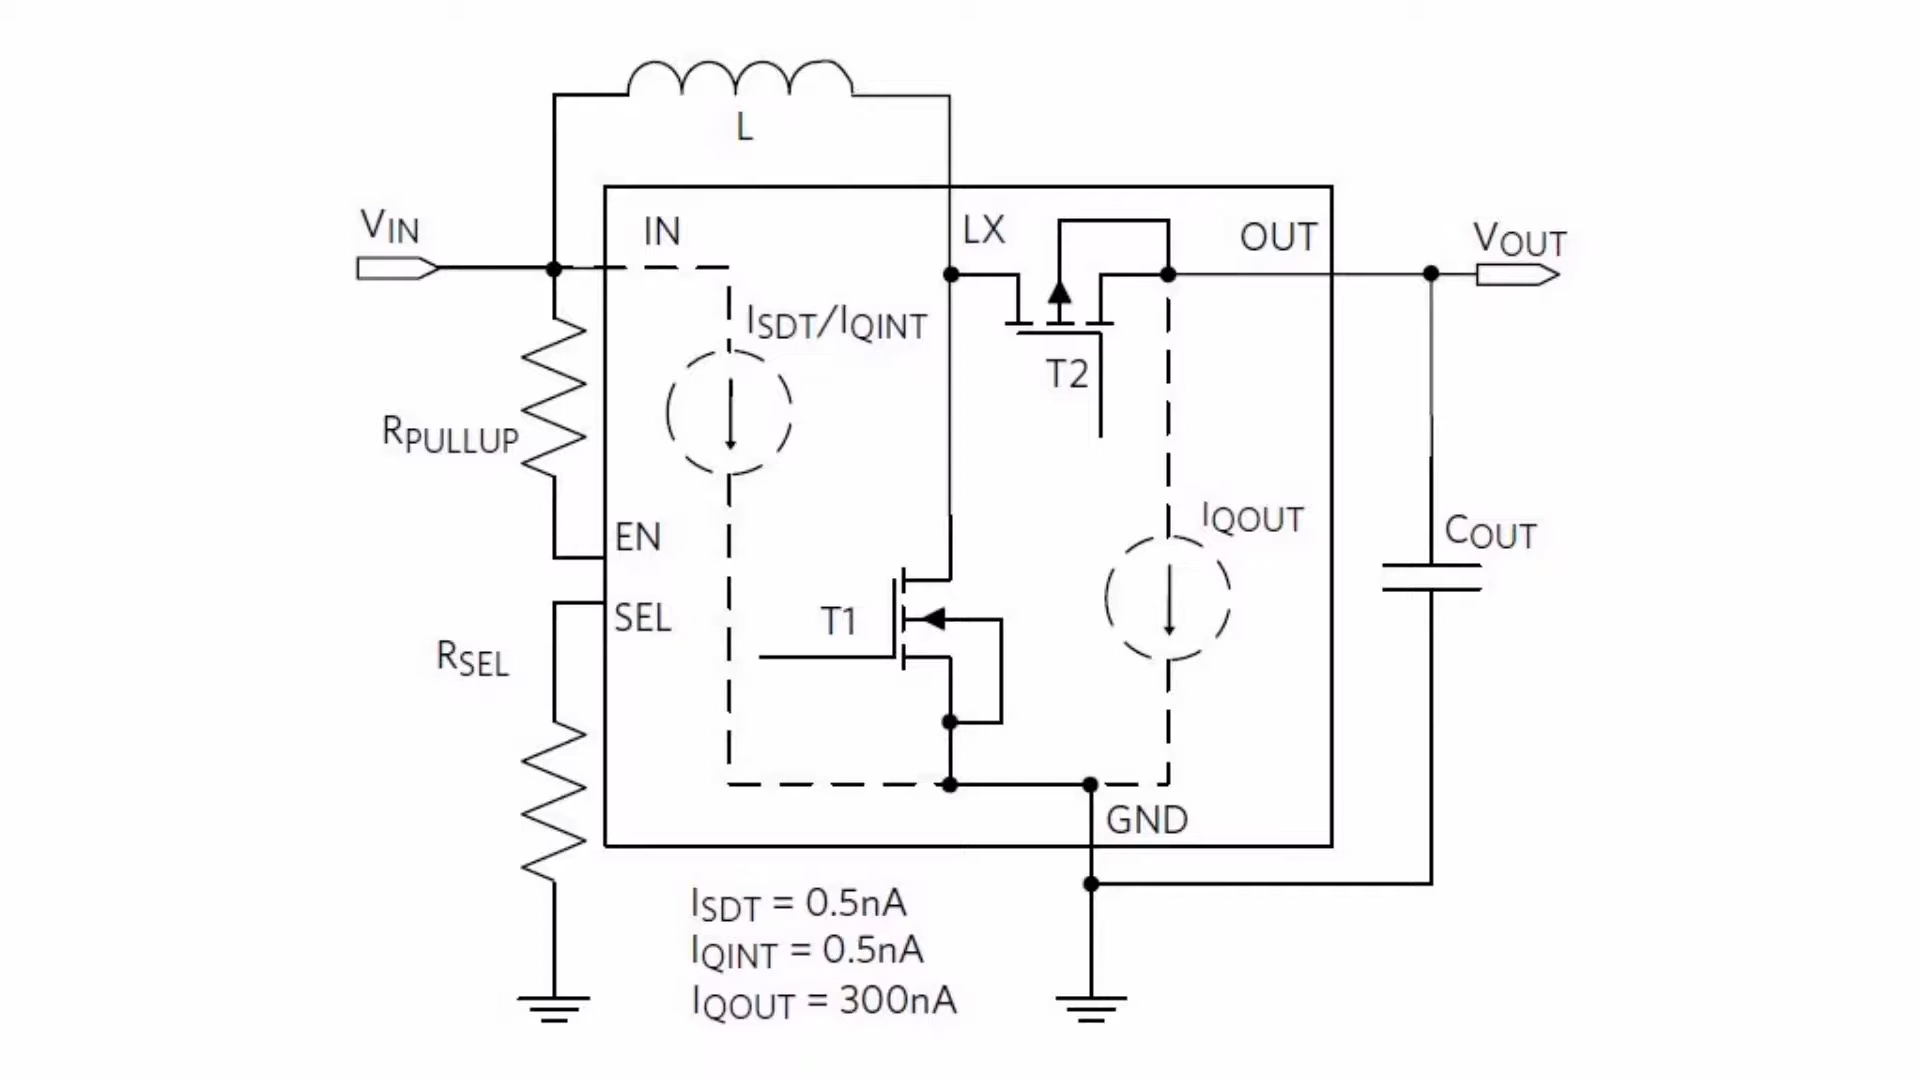 L
VIN
IN
LX
OUT
VOUT
ISDT/IQINT
T2
RPULLUP
IQOUT
COUT
EN
SEL
T1
RSEL
GND
ISDT = 0.5nA
IQINT = 0.5nA
IQOUT = 300nA